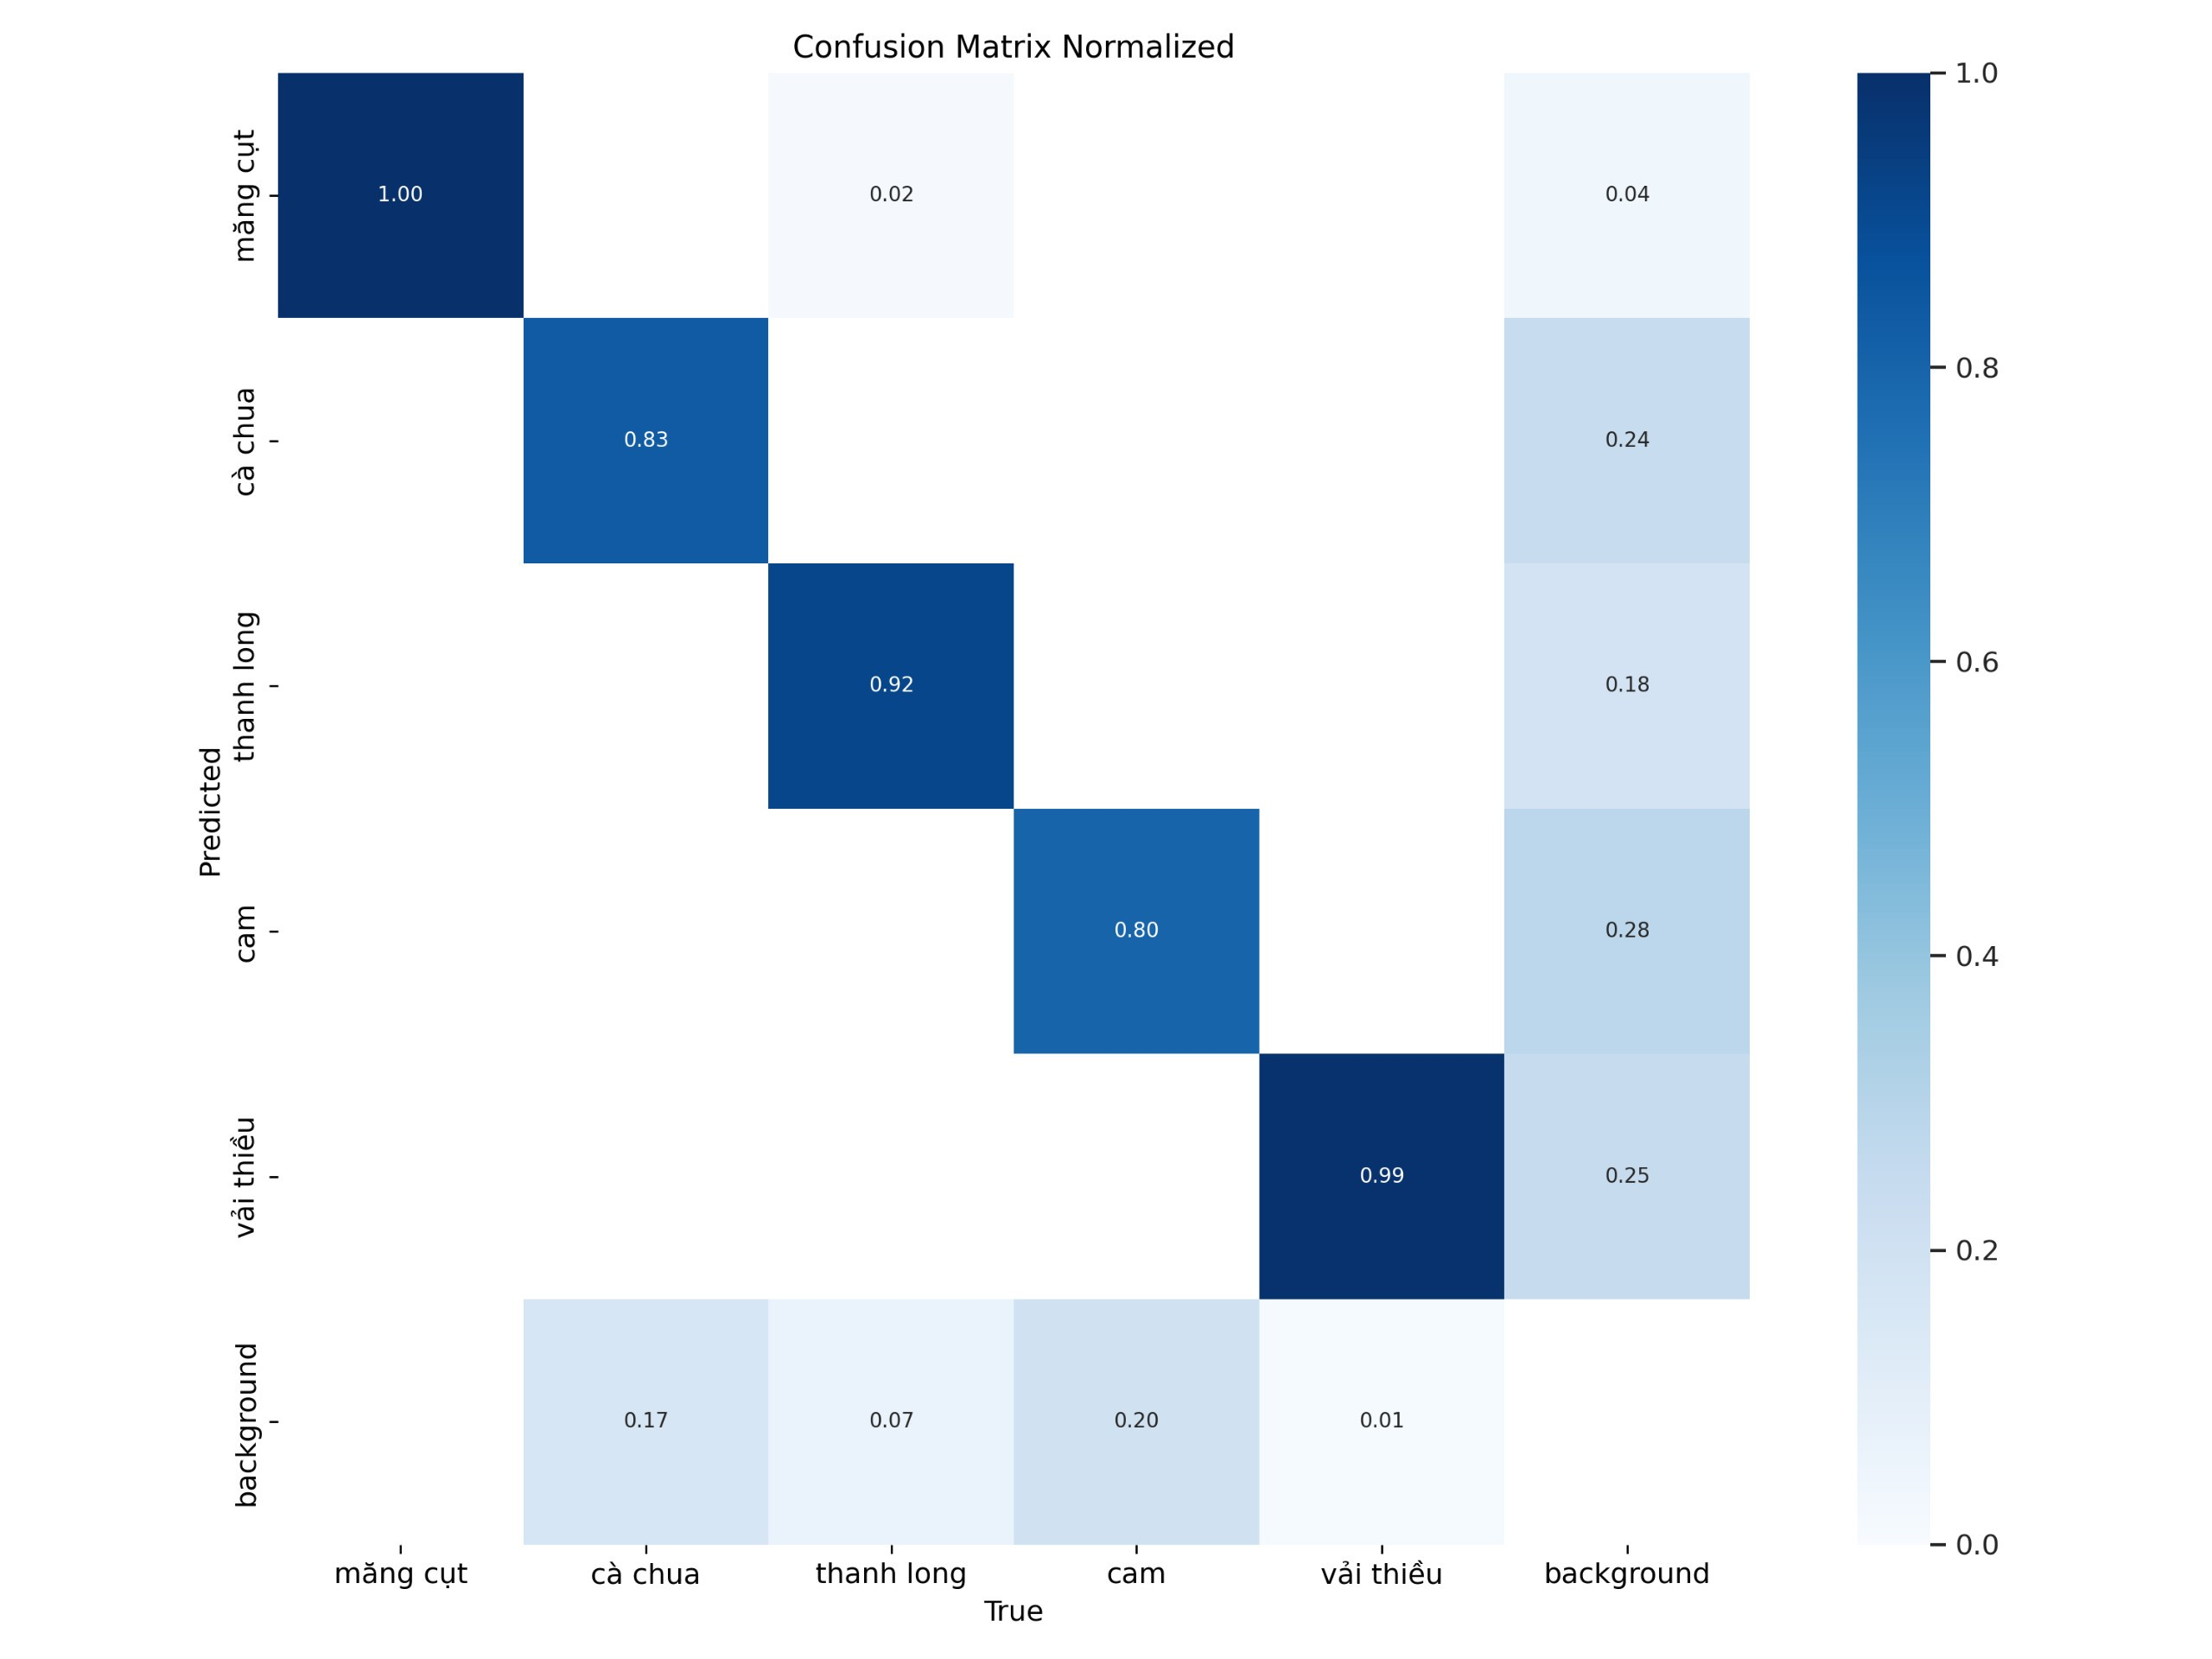 Confusion Matrix Normalized
măng cụt
1.00 0.02 0.04
cà chua
0.83 0.24
thanh long
0.92 0.18
cam
0.80 0.28
vải thiều
0.99 0.25
background
0.17 0.07 0.20 0.01
Predicted
măng cụt cà chua thanh long cam vải thiều background
True
1.0
0.8
0.6
0.4
0.2
0.0